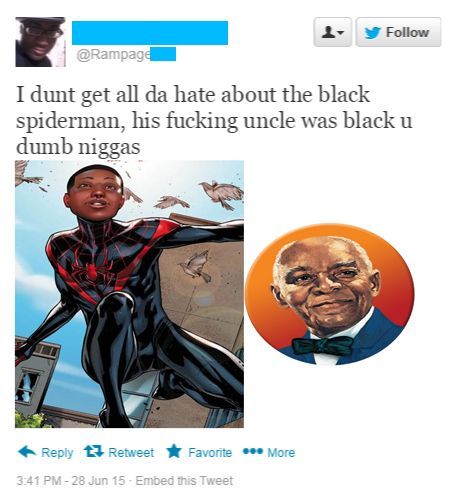 Follow
@Rampage
I dunt get all da hate about the black
spiderman, his fucking uncle was black u
dumb niggas
Reply Retweet Favorite More
3:41 PM - 28 Jun 15 · Embed this Tweet